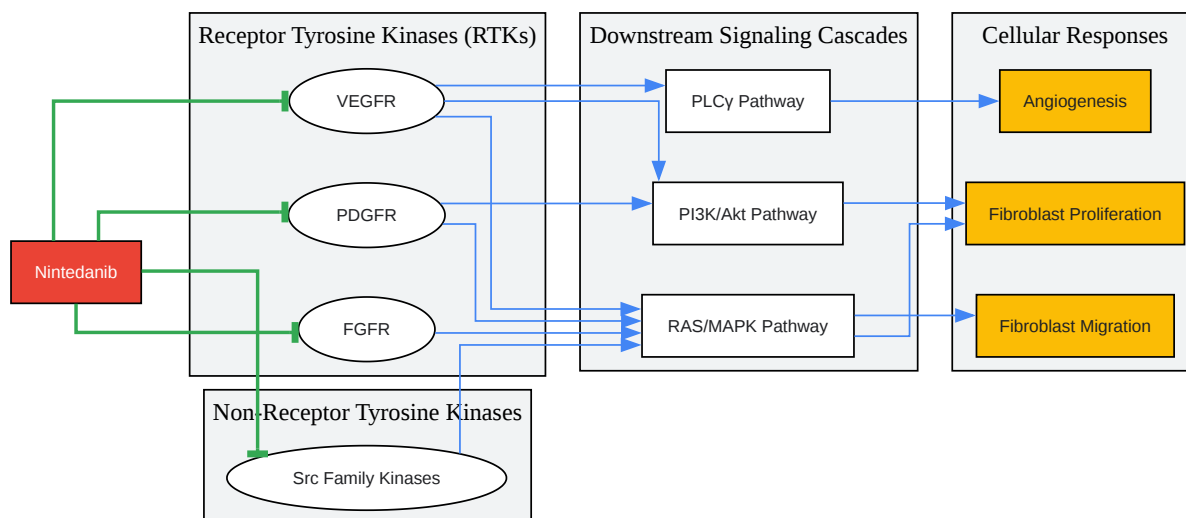 Receptor Tyrosine Kinases (RTKs)
Downstream Signaling Cascades
Cellular Responses
VEGFR
PLCγ Pathway
Angiogenesis
PDGFR
PI3K/Akt Pathway
Fibroblast Proliferation
Nintedanib
FGFR
RAS/MAPK Pathway
Fibroblast Migration
Non-Receptor Tyrosine Kinases
Src Family Kinases